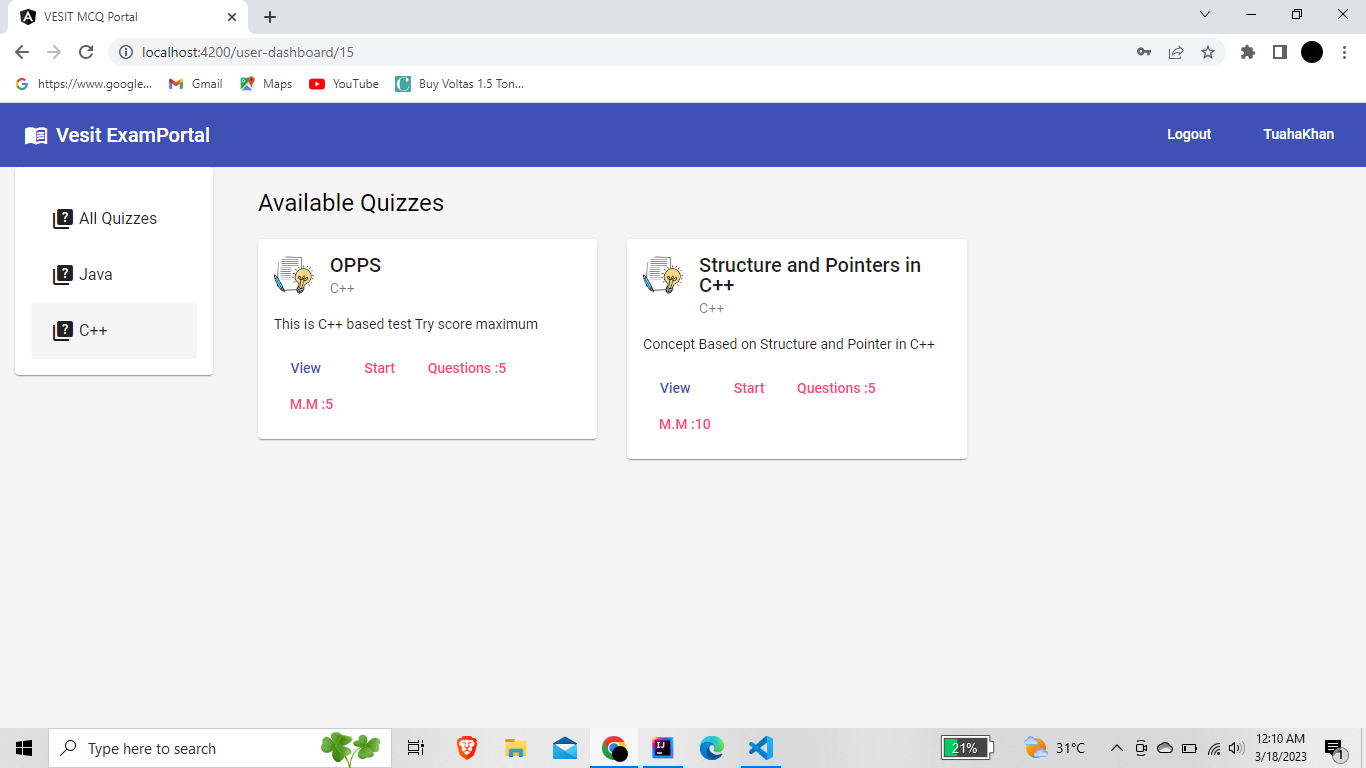 VESIT MCQ Portal
localhost:4200/user-dashboard/15
https://www.google... Gmail Maps YouTube Buy Voltas 1.5 Ton...
Vesit ExamPortal Logout TuahaKhan
All Quizzes
Java
C++
Available Quizzes
OPPS
C++
This is C++ based test Try score maximum
View Start Questions :5
M.M :5
Structure and Pointers in
C++
C++
Concept Based on Structure and Pointer in C++
View Start Questions :5
M.M :10
Type here to search
21%
31°C
12:10 AM
3/18/2023
1